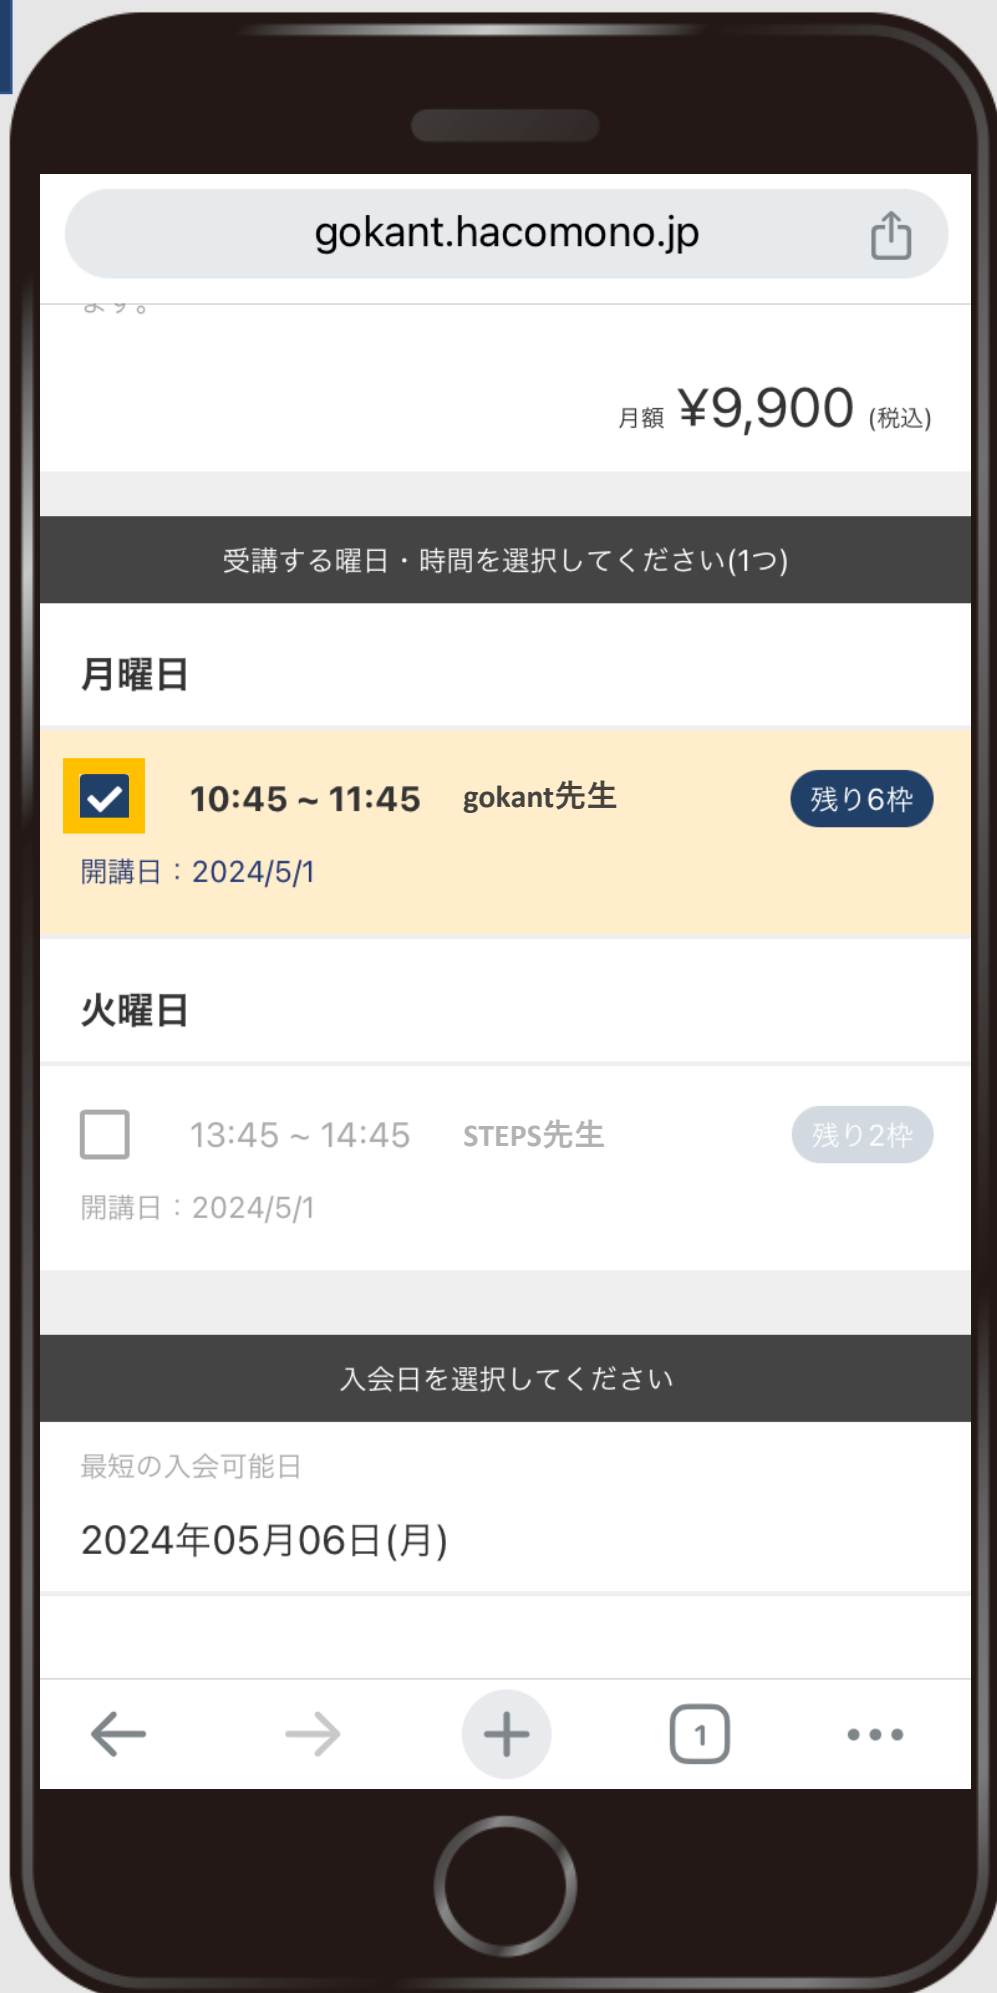 gokant.hacomono.jp
ます。
月額 ¥9,900 (税込)
受講する曜日・時間を選択してください(1つ)
月曜日
10:45 ~ 11:45 gokant先生 残り6枠
開講日：2024/5/1
火曜日
13:45 ~ 14:45 STEPS先生 残り2枠
開講日：2024/5/1
入会日を選択してください
最短の入会可能日
2024年05月06日(月)
1